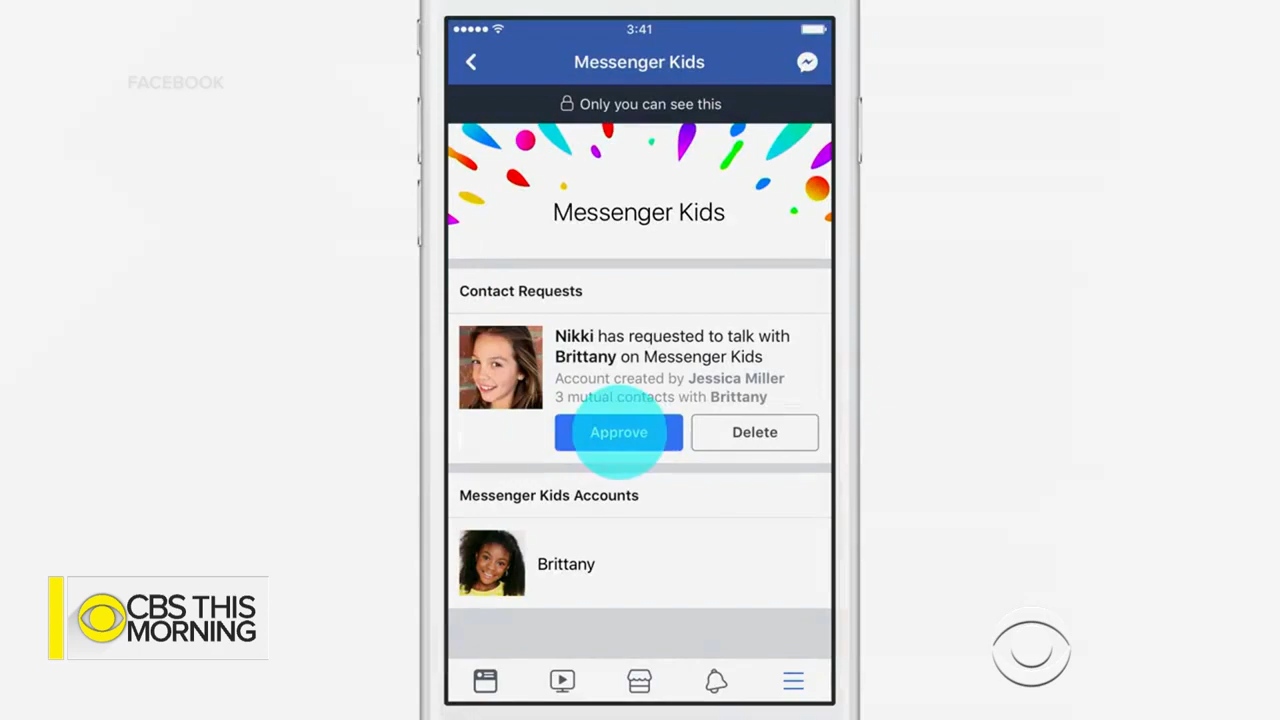 FACEBOOK
3:41
Messenger Kids
Only you can see this
Messenger Kids
Contact Requests
Nikki has requested to talk with
Brittany on Messenger Kids
Account created by Jessica Miller
3 mutual contacts with Brittany
Approve
Delete
Messenger Kids Accounts
Brittany
CBS THIS
MORNING